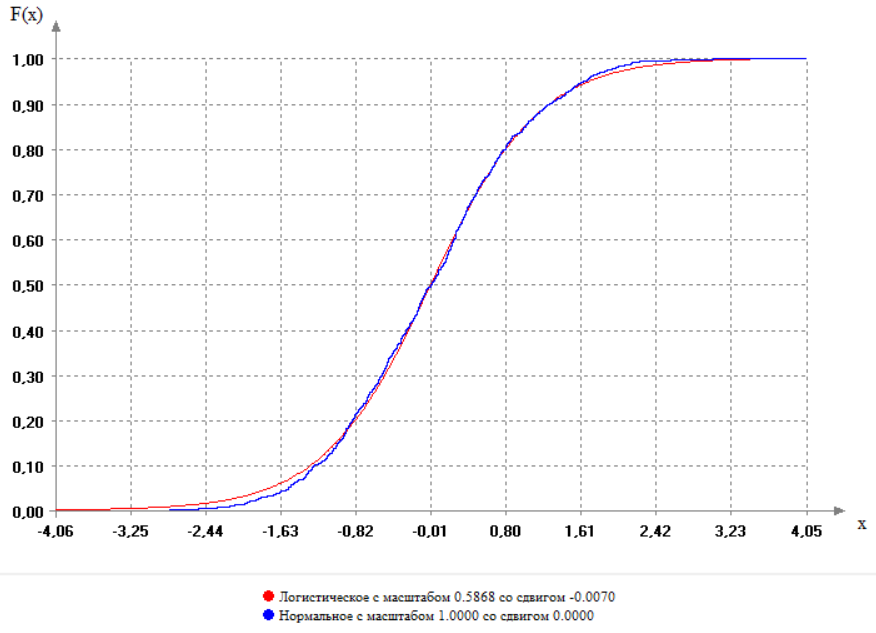 F(x)
1,00
0,90
0,80
0,70
0,60
0,50
0,40
0,30
0,20
0,10
0,00
-4,06 -3,25 -2,44 -1,63 -0,82 -0,01 0,80 1,61 2,42 3,23 4,05
x
Логистическое с масштабом 0.5868 со сдвигом -0.0070
Нормальное с масштабом 1.0000 со сдвигом 0.0000